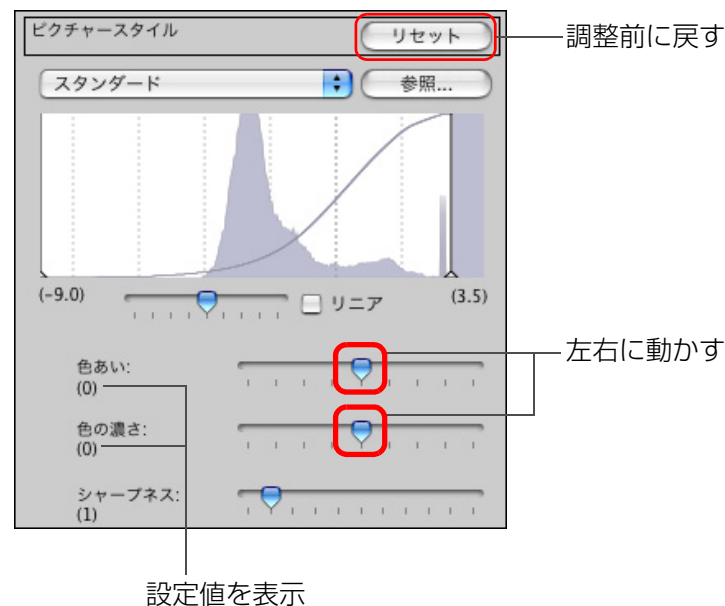 ピクチャースタイル
リセット
調整前に戻す
スタンダード
参照...
(-9.0)
リニア
(3.5)
左右に動かす
色あい:
(0)
色の濃さ:
(0)
シャープネス:
(1)
設定値を表示